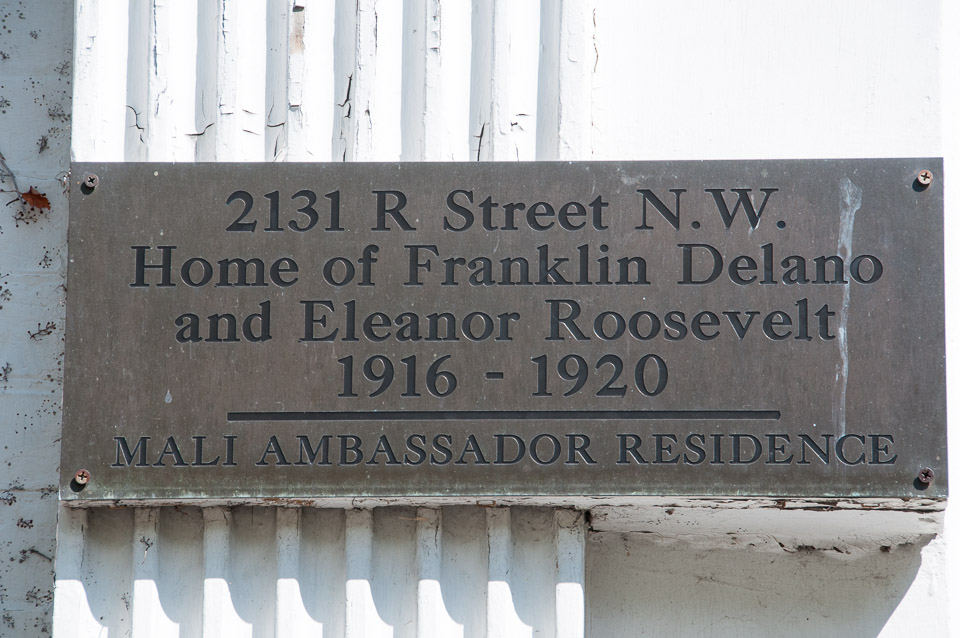 2131 R Street N.W.
Home of Franklin Delano
and Eleanor Roosevelt
1916 - 1920
MALI AMBASSADOR RESIDENCE